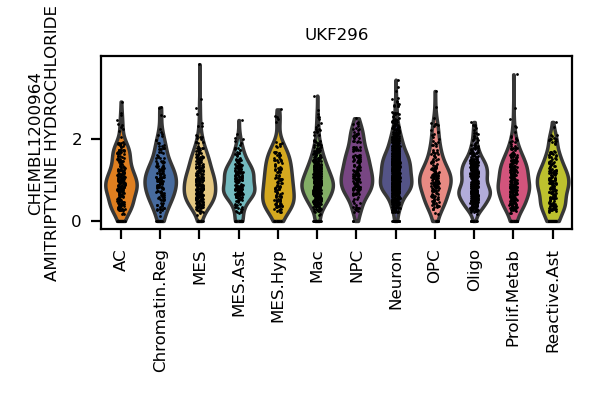 UKF296
CHEMBL1200964
AMITRIPTYLINE HYDROCHLORIDE
2
0
AC
Chromatin.Reg
MES
MES.Ast
MES.Hyp
Mac
NPC
Neuron
OPC
Oligo
Prolif.Metab
Reactive.Ast